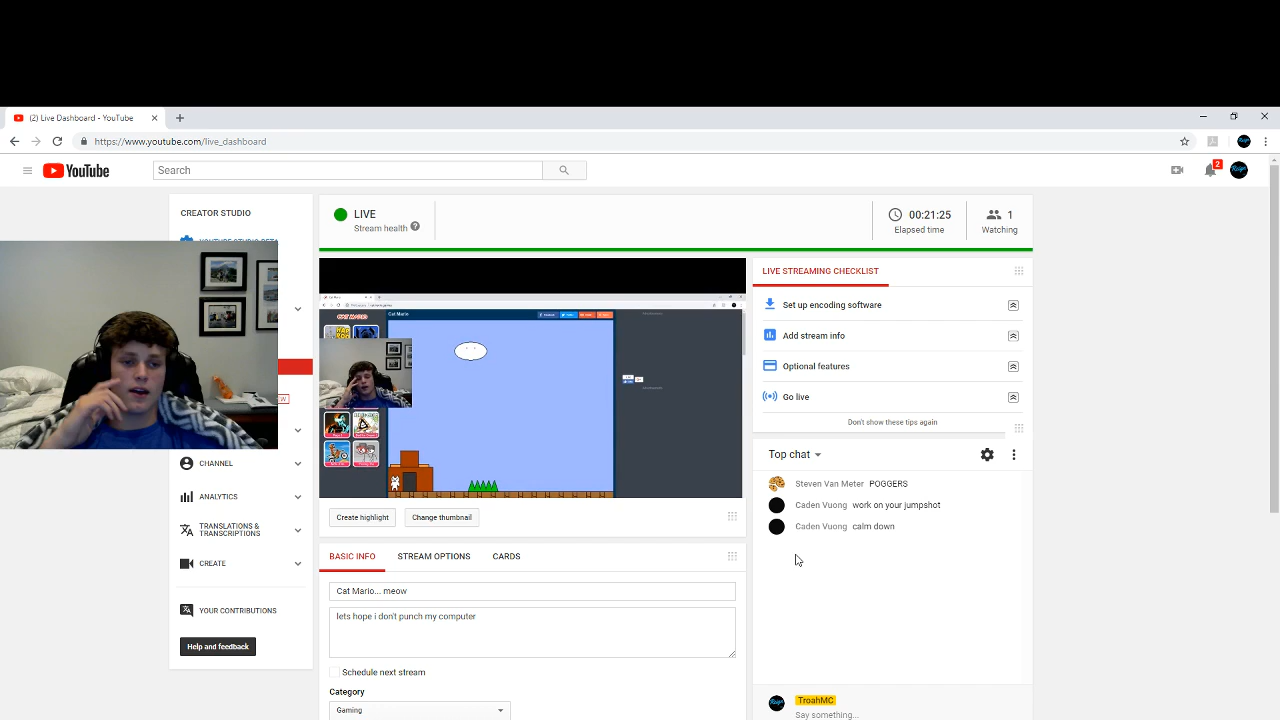 (2) Live Dashboard - YouTube
https://www.youtube.com/live_dashboard
YouTube
Search
2
Reign
CREATOR STUDIO
CHANNEL
ANALYTICS
TRANSLATIONS &
TRANSCRIPTIONS
CREATE
YOUR CONTRIBUTIONS
Help and feedback
LIVE
Stream health
00:21:25
Elapsed time
1
Watching
Cat Mario
CAT MARIO
Create highlight
Change thumbnail
BASIC INFO STREAM OPTIONS CARDS
Cat Mario... meow
lets hope i don't punch my computer
Schedule next stream
Category
Gaming
LIVE STREAMING CHECKLIST
Set up encoding software
Add stream info
Optional features
Go live
Don't show these tips again
Top chat
Steven Van Meter POGGERS
Caden Vuong work on your jumpshot
Caden Vuong calm down
TroahMC
Say something...